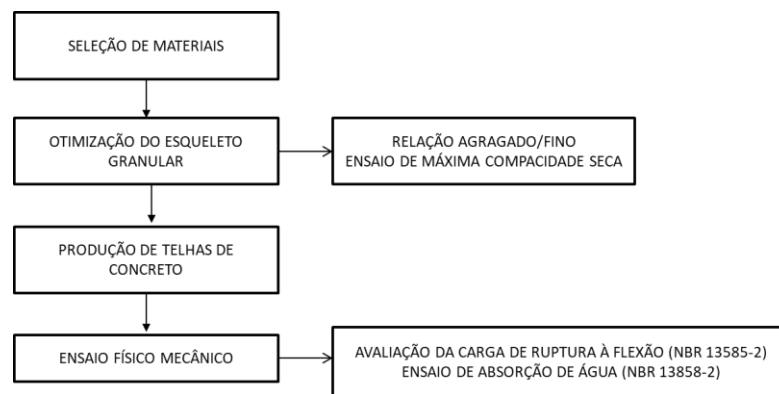 SELEÇÃO DE MATERIAIS
OTIMIZAÇÃO DO ESQUELETO
GRANULAR
RELAÇÃO AGRAGADO/FINO
ENSAIO DE MÁXIMA COMPACIDADE SECA
PRODUÇÃO DE TELHAS DE
CONCRETO
ENSAIO FÍSICO MECÂNICO
AVALIAÇÃO DA CARGA DE RUPTURA À FLEXÃO (NBR 13585-2)
ENSAIO DE ABSORÇÃO DE ÁGUA (NBR 13858-2)